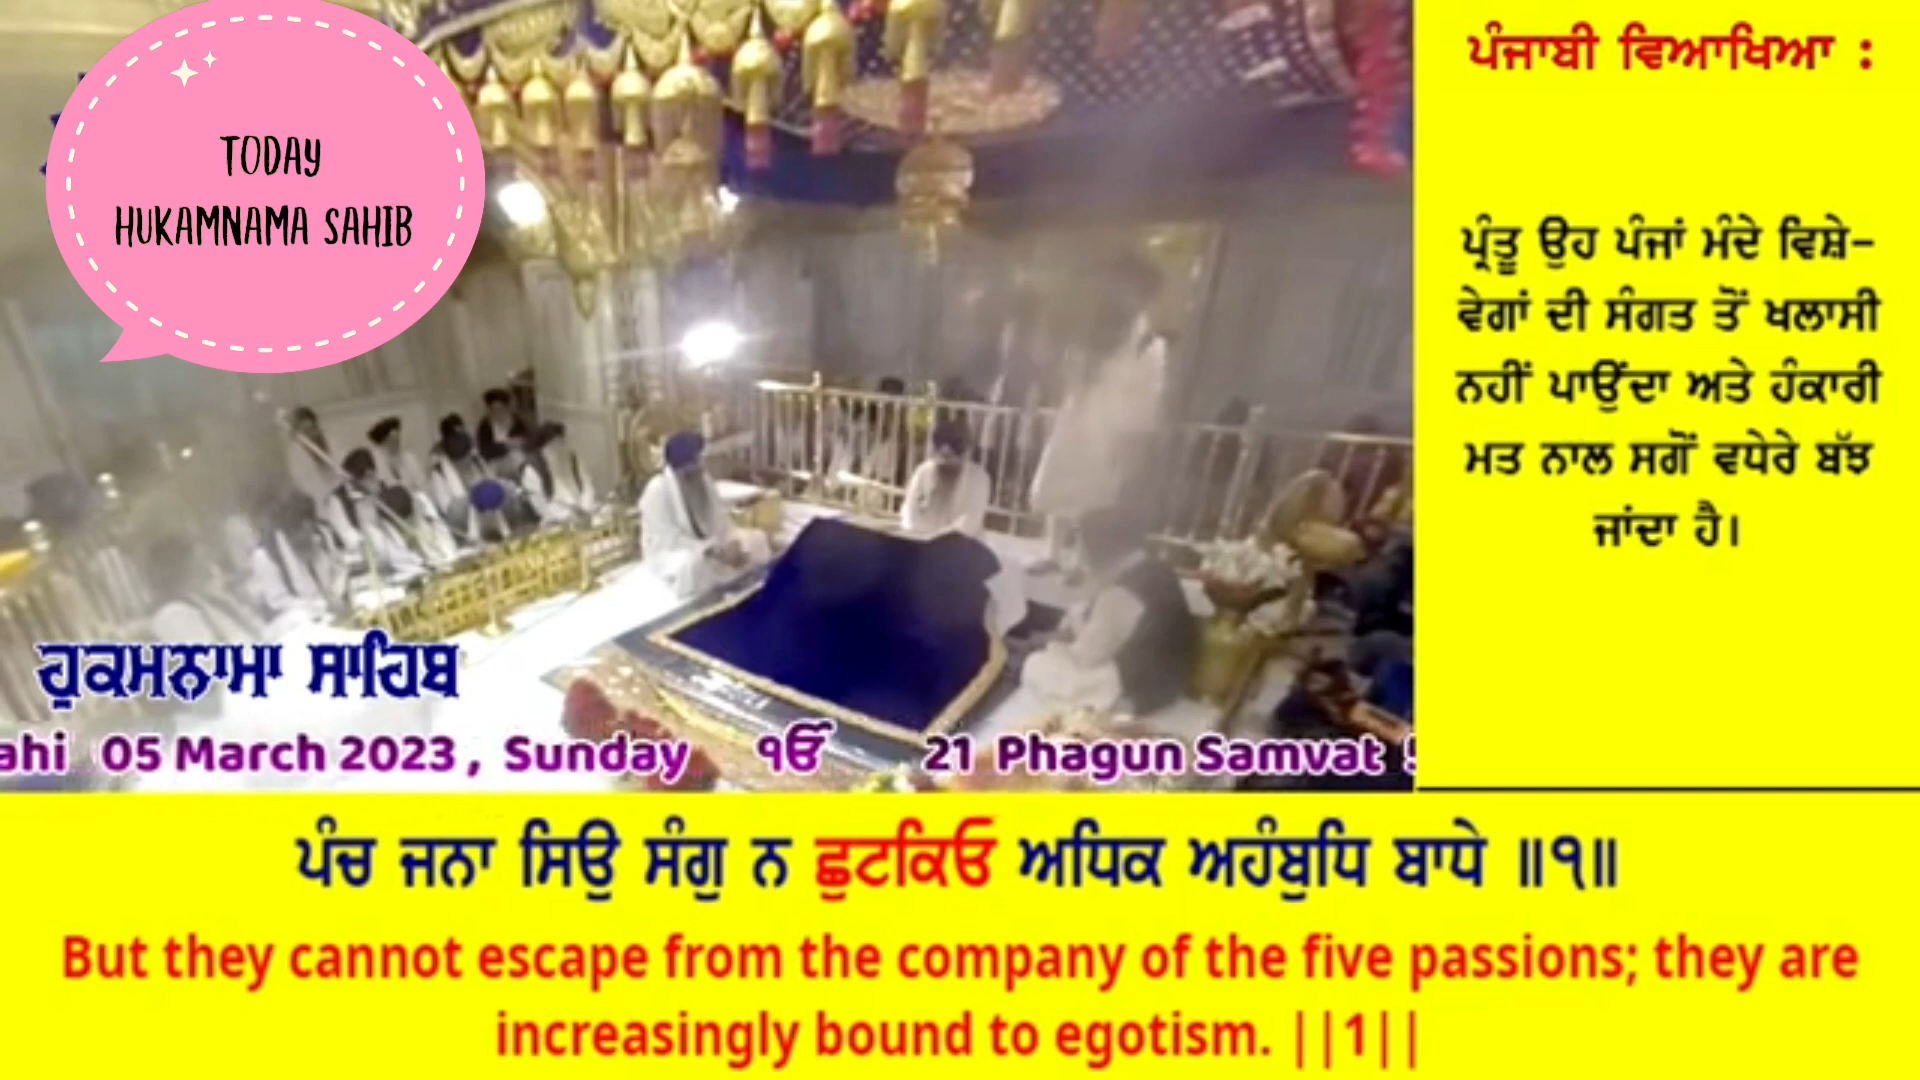 TODAY
HUKAMNAMA SAHIB
ਪੰਜਾਬੀ ਵਿਆਖਿਆ :
ਪ੍ਰੰਤੂ ਉਹ ਪੰਜਾਂ ਮੰਦੇ ਵਿਸ਼ੇ-
ਵੇਗਾਂ ਦੀ ਸੰਗਤ ਤੋਂ ਖਲਾਸੀ
ਨਹੀਂ ਪਾਉਂਦਾ ਅਤੇ ਹੰਕਾਰੀ
ਮਤ ਨਾਲ ਸਗੋਂ ਵਧੇਰੇ ਬੱਝ
ਜਾਂਦਾ ਹੈ।
ਹੁਕਮਨਾਮਾ ਸਾਹਿਬ
ahi 05 March 2023 , Sunday ੴ 21 Phagun Samvat
ਪੰਚ ਜਨਾ ਸਿਉ ਸੰਗੁ ਨ ਛੁਟਕਿਓ ਅਧਿਕ ਅਹੰਬੁਧਿ ਬਾਧੇ ॥੧॥
But they cannot escape from the company of the five passions; they are
increasingly bound to egotism. ||1||